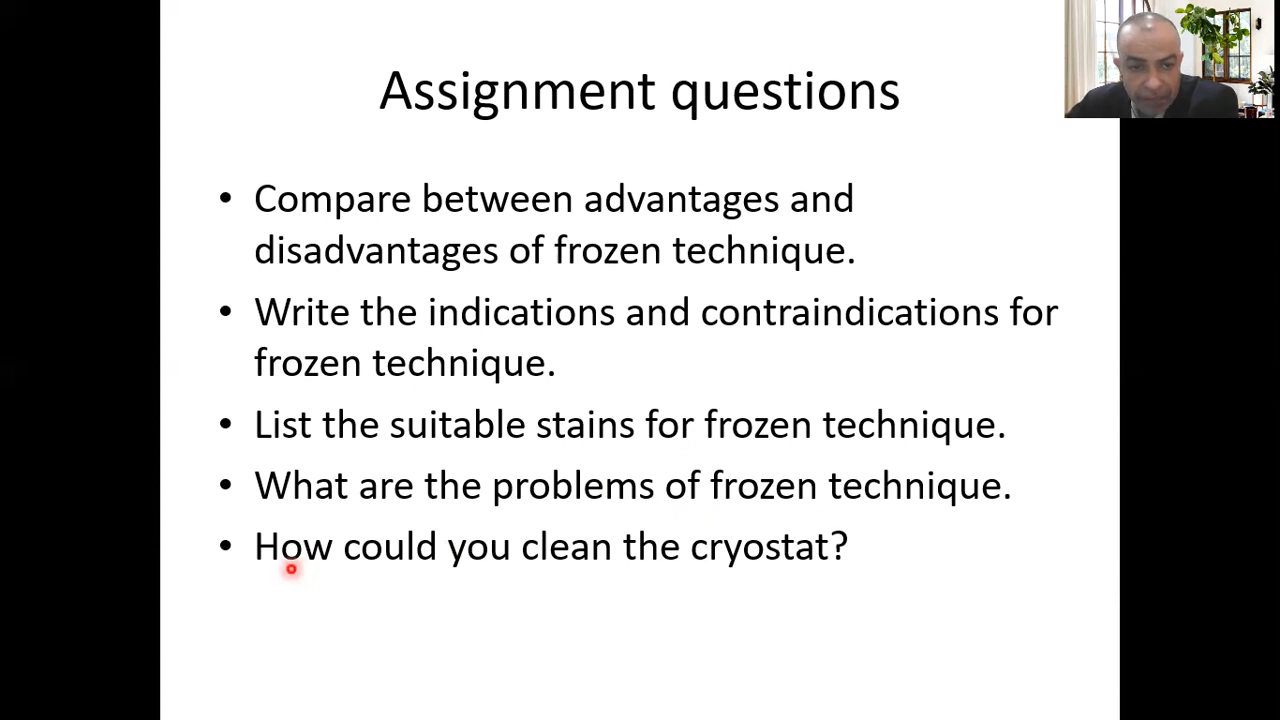 Assignment questions
• Compare between advantages and
disadvantages of frozen technique.
• Write the indications and contraindications for
frozen technique.
• List the suitable stains for frozen technique.
• What are the problems of frozen technique.
• How could you clean the cryostat?